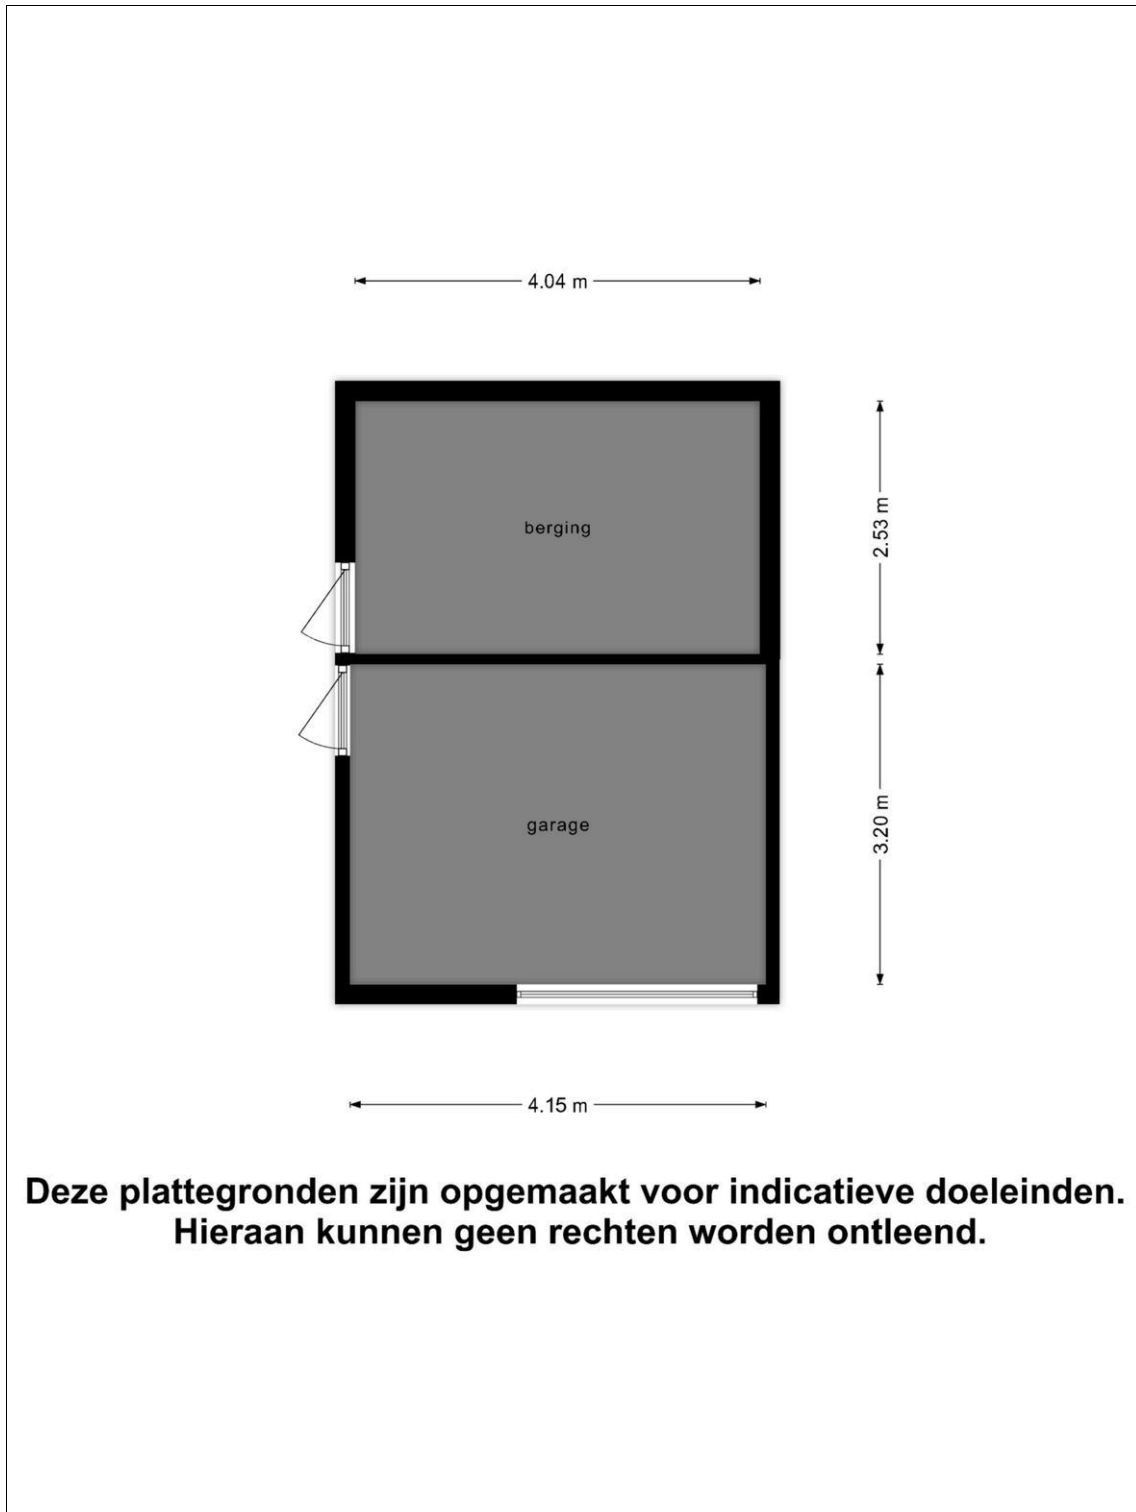 4.04 m
berging
2.53 m
garage
3.20 m
4.15 m
Deze plattegronden zijn opgemaakt voor indicatieve doeleinden.
Hieraan kunnen geen rechten worden ontleend.